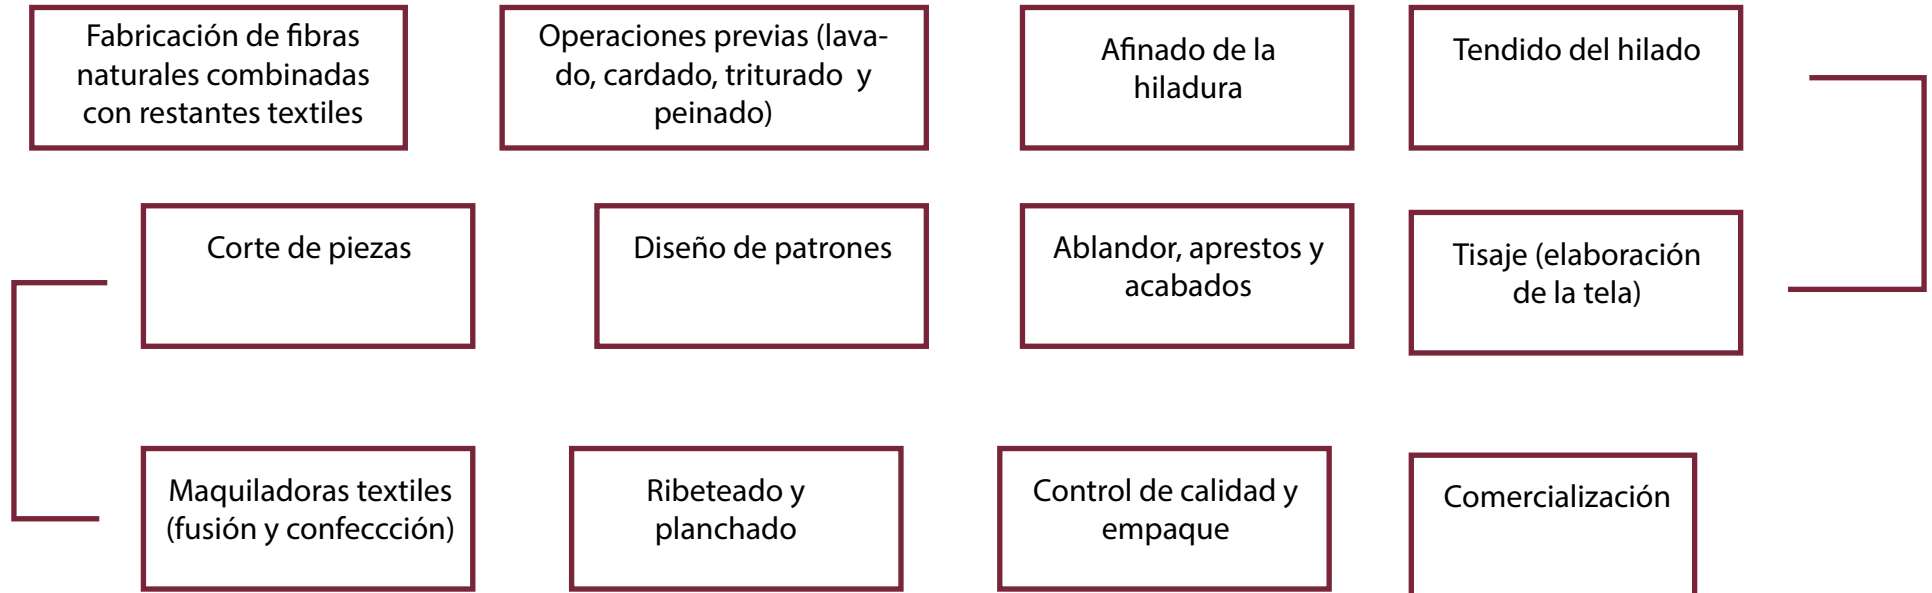 Fabricación de fibras
naturales combinadas
con restantes textiles
Operaciones previas (lava-
do, cardado, triturado y
peinado)
Afinado de la
hiladura
Tendido del hilado
Corte de piezas
Diseño de patrones
Ablandor, aprestos y
acabados
Tisaje (elaboración
de la tela)
Maquiladoras textiles
(fusión y confeccción)
Ribeteado y
planchado
Control de calidad y
empaque
Comercialización